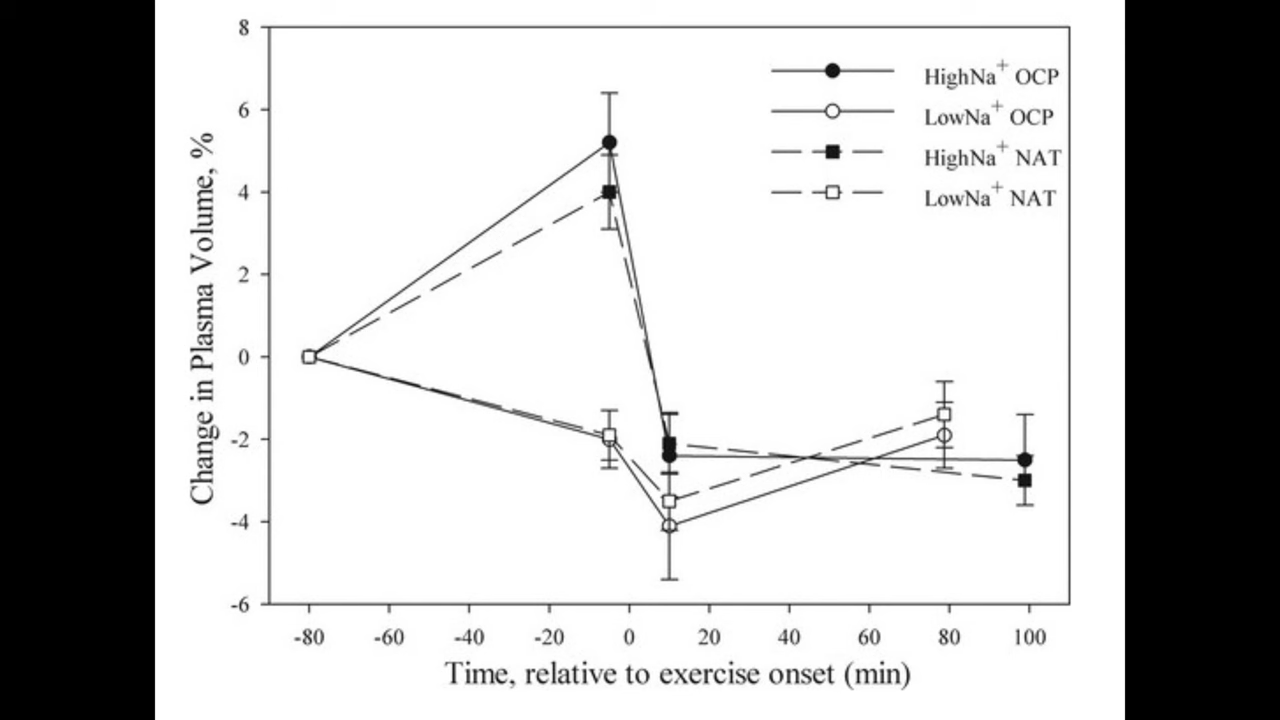 8
6
4
2
0
-2
-4
-6
Change in Plasma Volume, %
HighNa+ OCP
LowNa+ OCP
HighNa+ NAT
LowNa+ NAT
-80 -60 -40 -20 0 20 40 60 80 100
Time, relative to exercise onset (min)